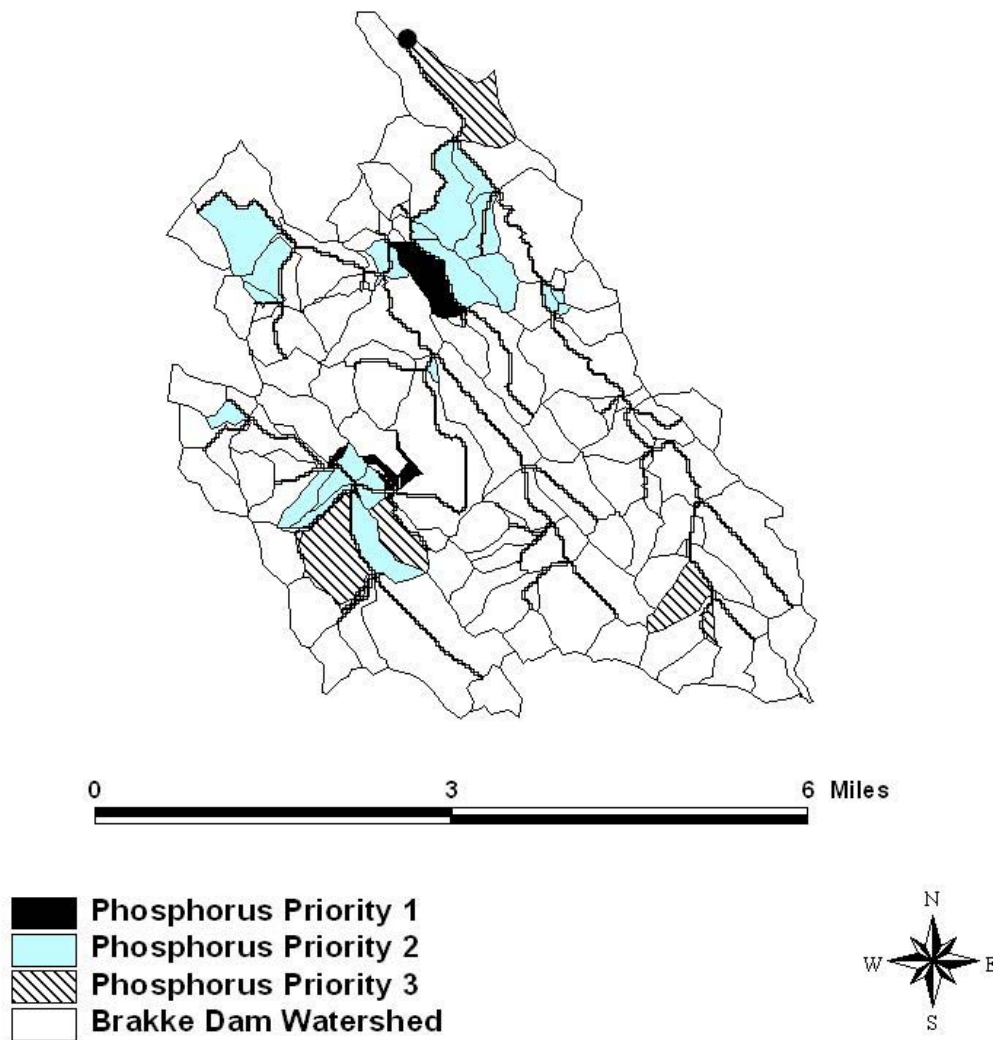 0 3 6 Miles
Phosphorus Priority 1
Phosphorus Priority 2
Phosphorus Priority 3
Brakke Dam Watershed
N
W E
S